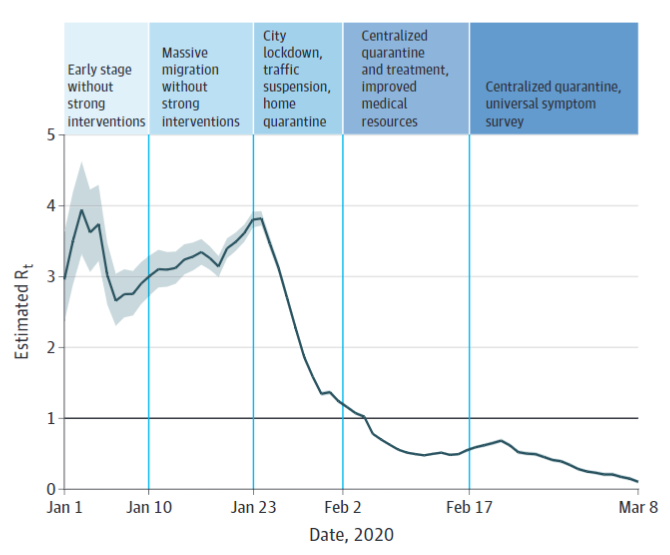 Early stage
without
strong
interventions
Massive
migration
without
strong
interventions
City
lockdown,
traffic
suspension,
home
quarantine
Centralized
quarantine
and treatment,
improved
medical
resources
Centralized quarantine,
universal symptom
survey
5
4
3
2
1
0
Estimated Rt
Jan 1
Jan 10
Jan 23
Feb 2
Feb 17
Mar 8
Date, 2020